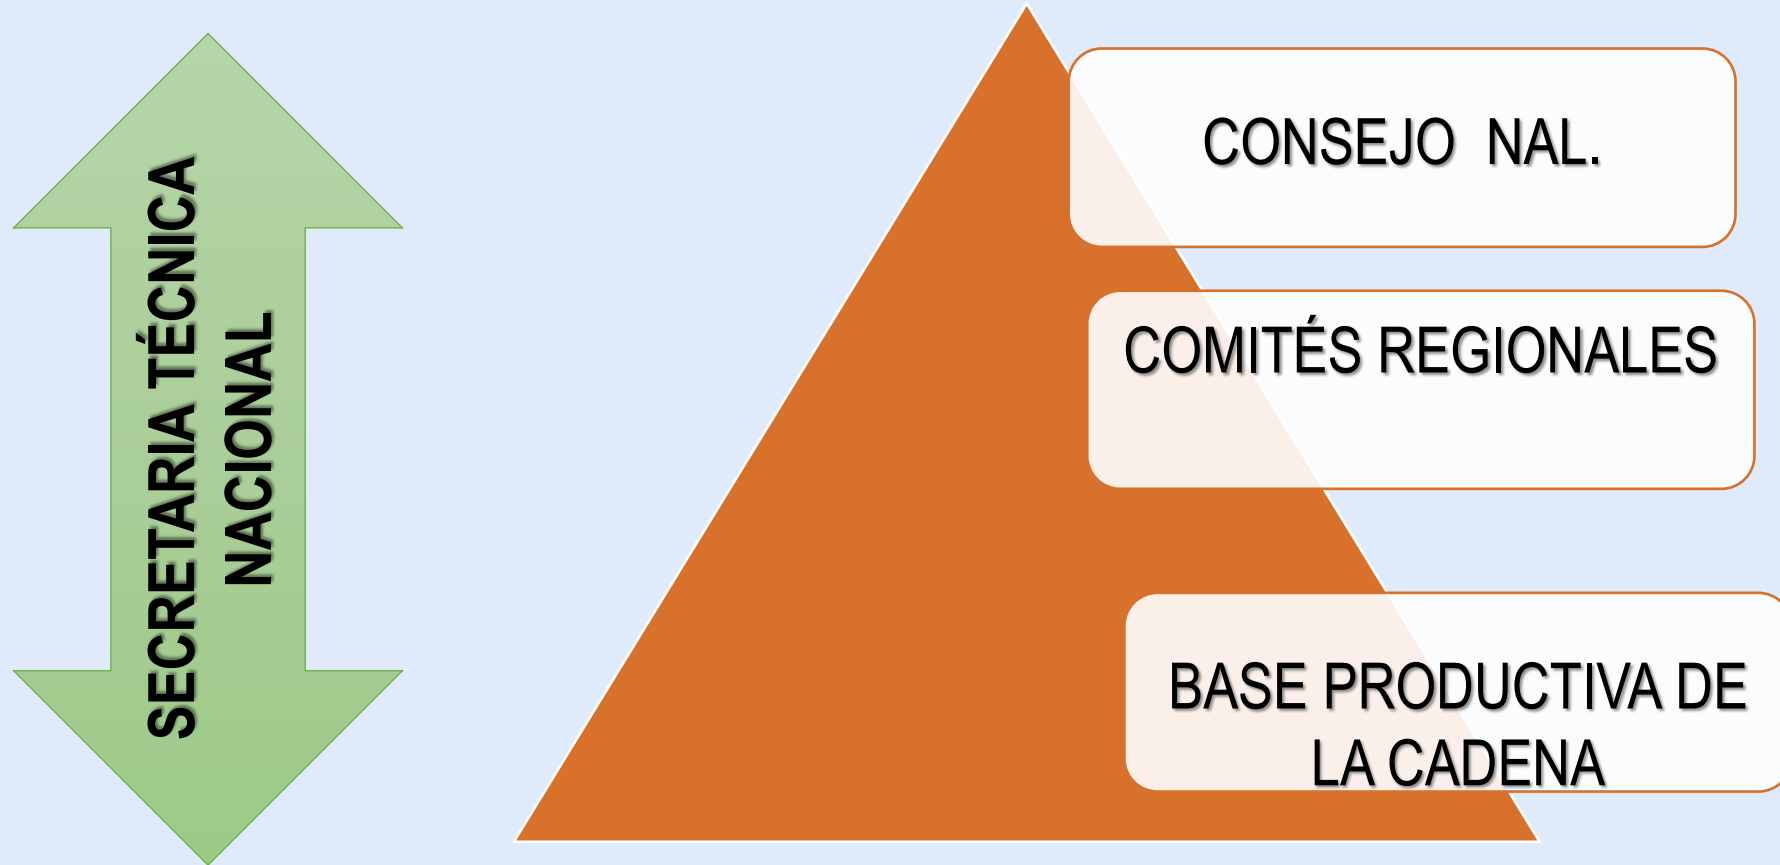 SECRETARIA TÉCNICA
NACIONAL
CONSEJO NAL.
COMITÉS REGIONALES
BASE PRODUCTIVA DE
LA CADENA